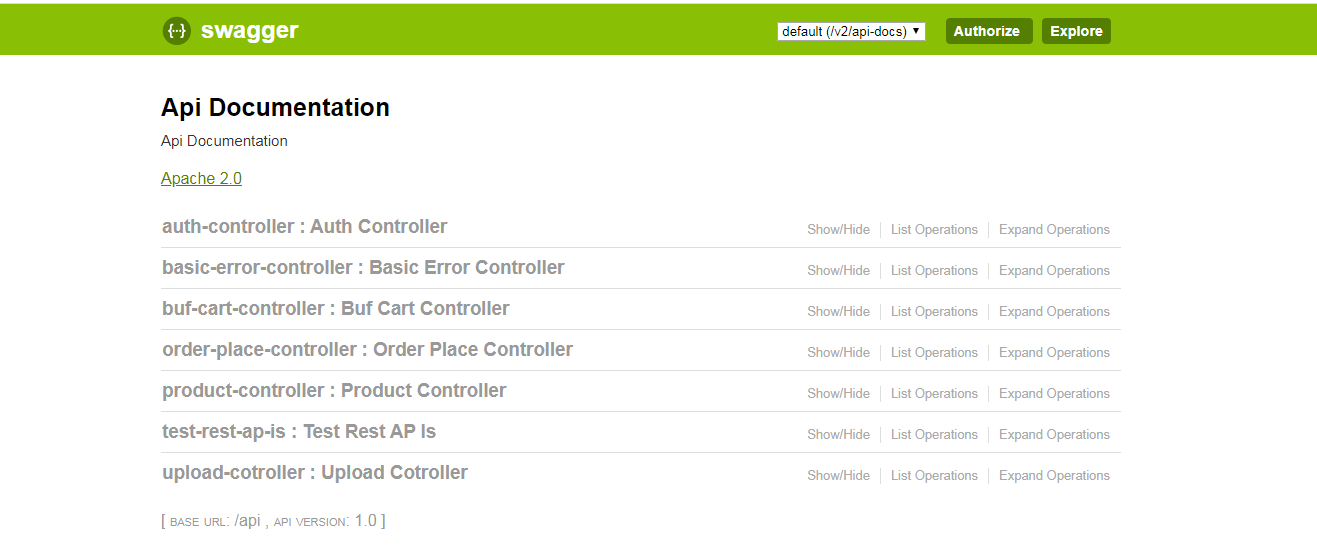 {··} swagger default (/v2/api-docs) Authorize Explore
Api Documentation
Api Documentation
Apache 2.0
auth-controller : Auth Controller Show/Hide List Operations Expand Operations
basic-error-controller : Basic Error Controller Show/Hide List Operations Expand Operations
buf-cart-controller : Buf Cart Controller Show/Hide List Operations Expand Operations
order-place-controller : Order Place Controller Show/Hide List Operations Expand Operations
product-controller : Product Controller Show/Hide List Operations Expand Operations
test-rest-ap-is : Test Rest AP Is Show/Hide List Operations Expand Operations
upload-cotroller : Upload Cotroller Show/Hide List Operations Expand Operations
[ BASE URL: /api , API VERSION: 1.0 ]